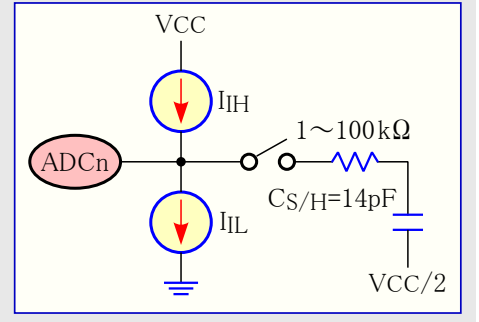 VCC
IIH
1～100kΩ
ADCn
CS/H=14pF
IIL
VCC/2